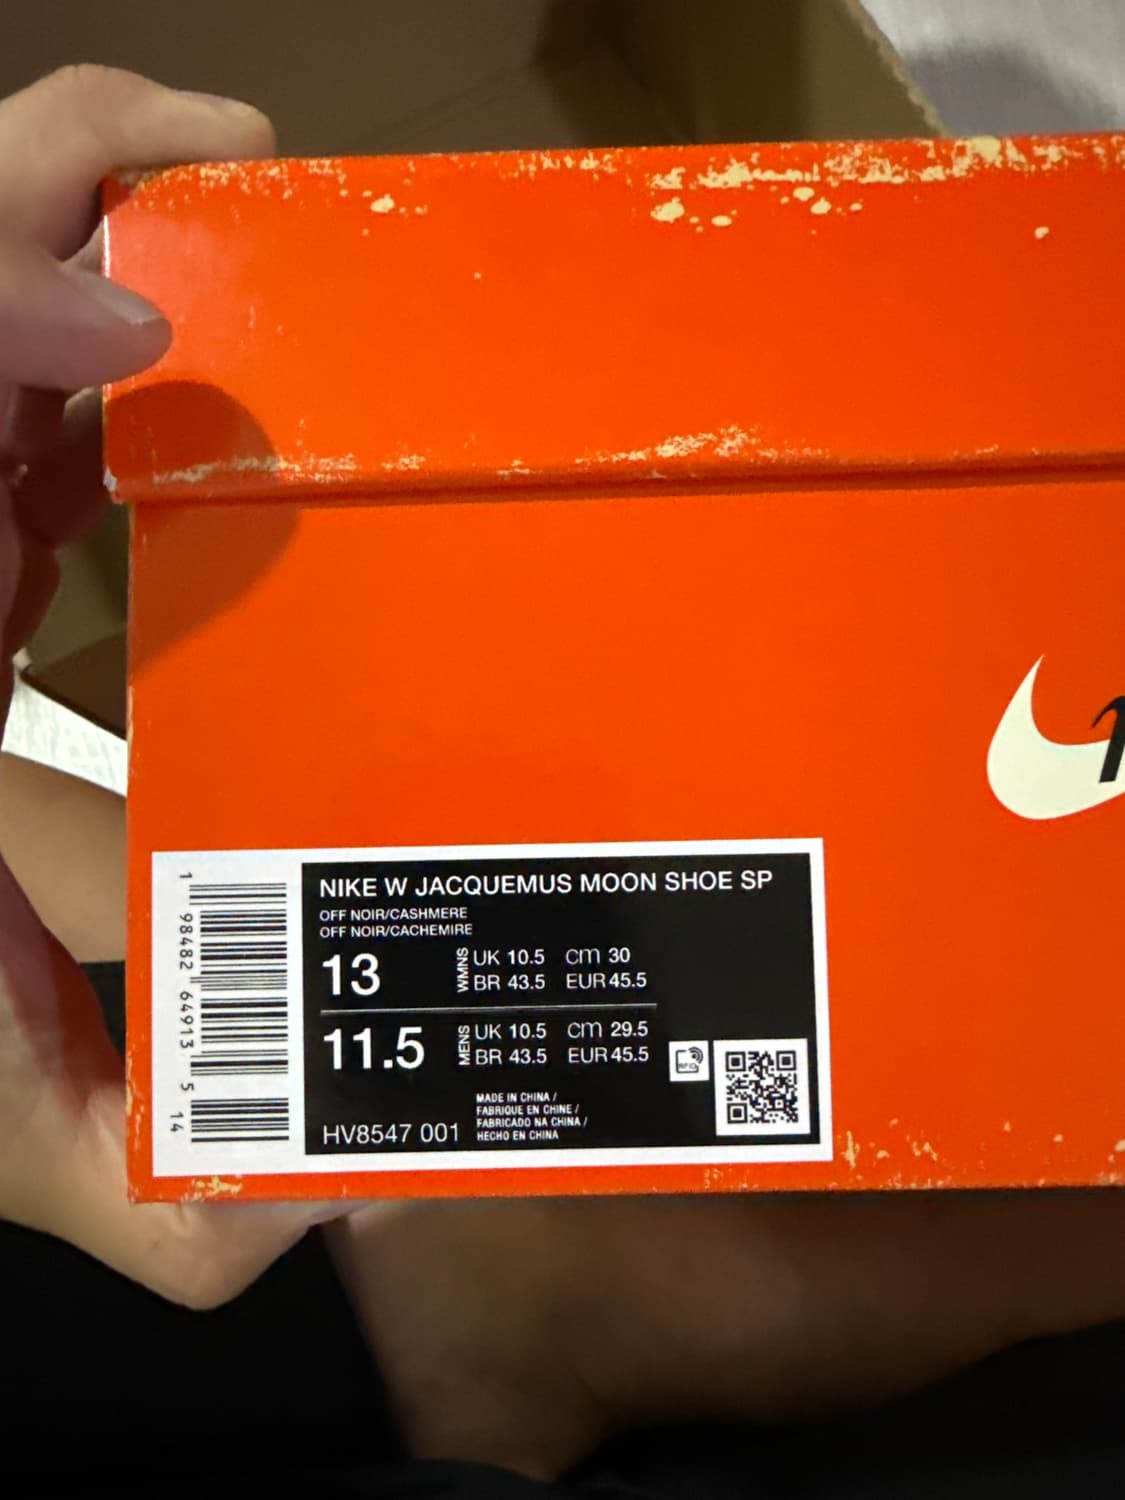 NIKE W JACQUEMUS MOON SHOE SP
OFF NOIR/CASHMERE
OFF NOIR/CACHEMIRE
13 WMNS UK 10.5 cm 30
BR 43.5 EUR 45.5
11.5 MENS UK 10.5 cm 29.5
BR 43.5 EUR 45.5
HV8547 001
MADE IN CHINA /
FABRIQUE EN CHINE /
FABRICADO NA CHINA /
HECHO EN CHINA
1 98482 64913 5 14